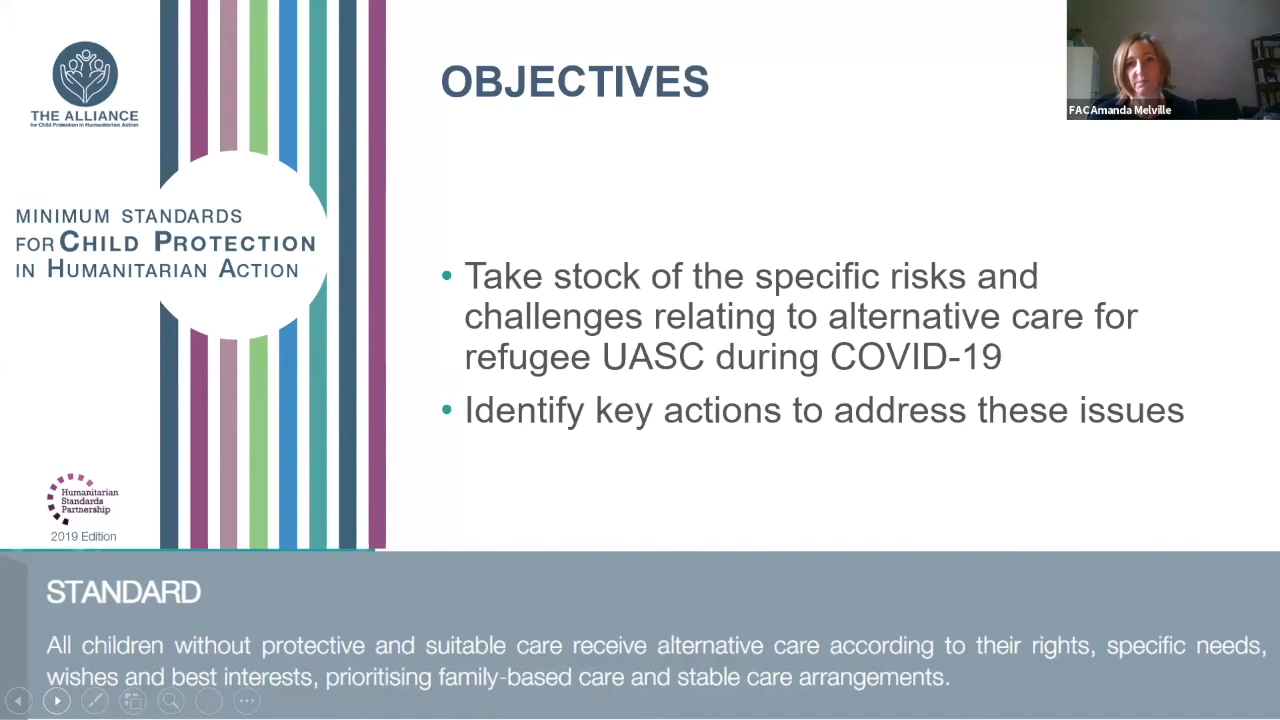 THE ALLIANCE
for Child Protection in Humanitarian Action
MINIMUM STANDARDS
FOR CHILD PROTECTION
IN HUMANITARIAN ACTION
Humanitarian
Standards
Partnership
2019 Edition
OBJECTIVES
• Take stock of the specific risks and
challenges relating to alternative care for
refugee UASC during COVID-19
• Identify key actions to address these issues
FAC Amanda Melville
STANDARD
All children without protective and suitable care receive alternative care according to their rights, specific needs,
wishes and best interests, prioritising family-based care and stable care arrangements.